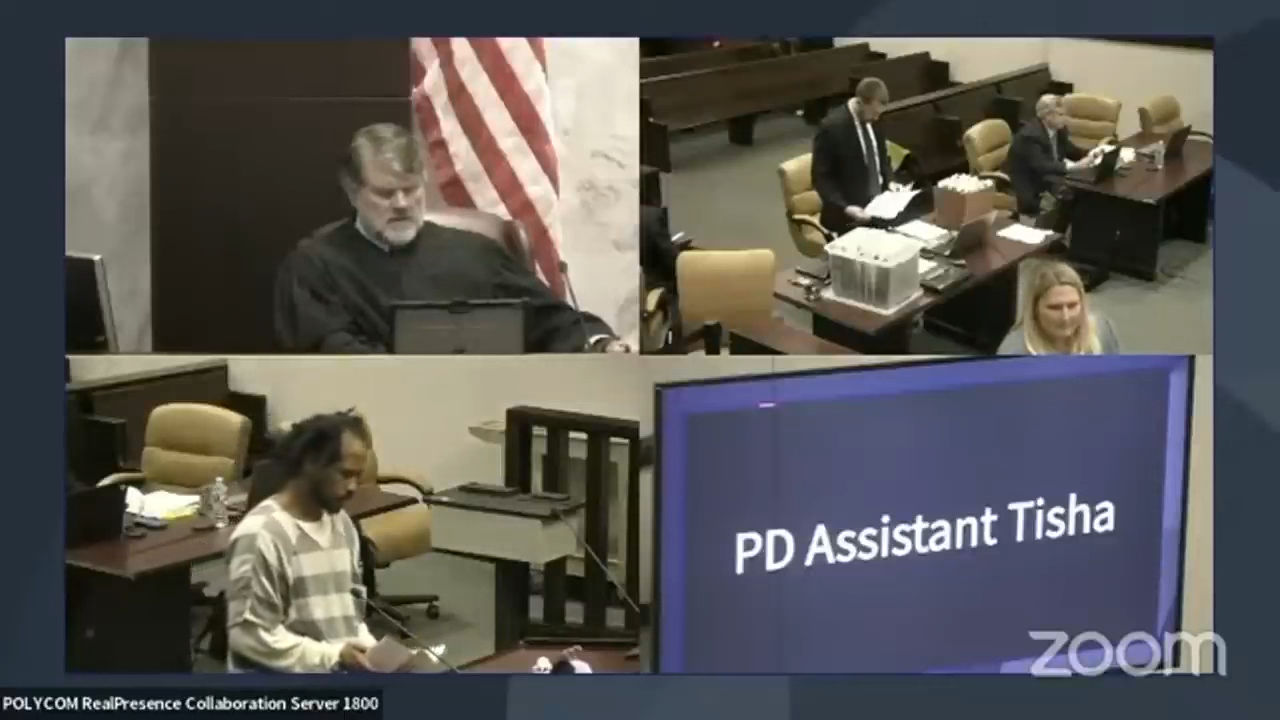 PD Assistant Tisha
zoom
POLYCOM RealPresence Collaboration Server 1800